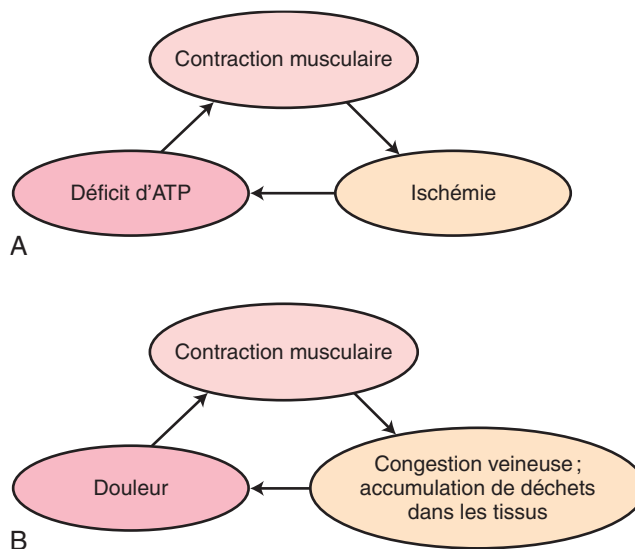 Contraction musculaire
Déficit d'ATP
Ischémie
A
Contraction musculaire
Douleur
Congestion veineuse ;
accumulation de déchets
dans les tissus
B